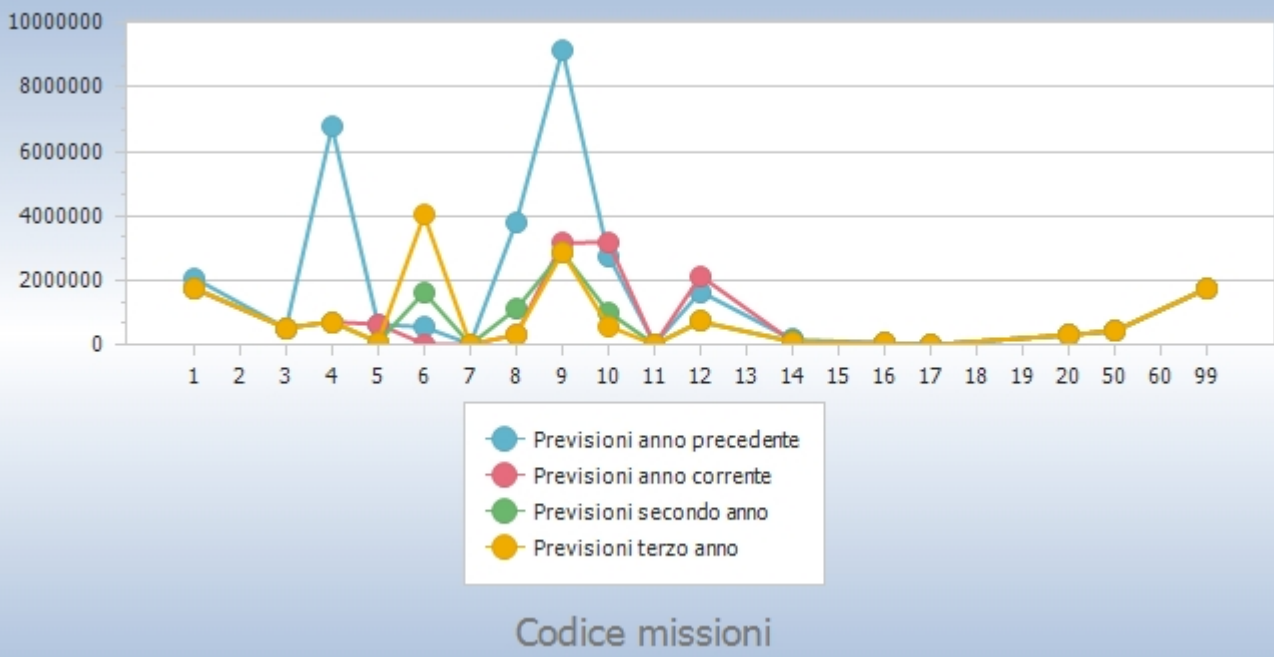 10000000
8000000
6000000
4000000
2000000
0
1 2 3 4 5 6 7 8 9 10 11 12 13 14 15 16 17 18 19 20 50 60 99
Previsioni anno precedente
Previsioni anno corrente
Previsioni secondo anno
Previsioni terzo anno
Codice missioni